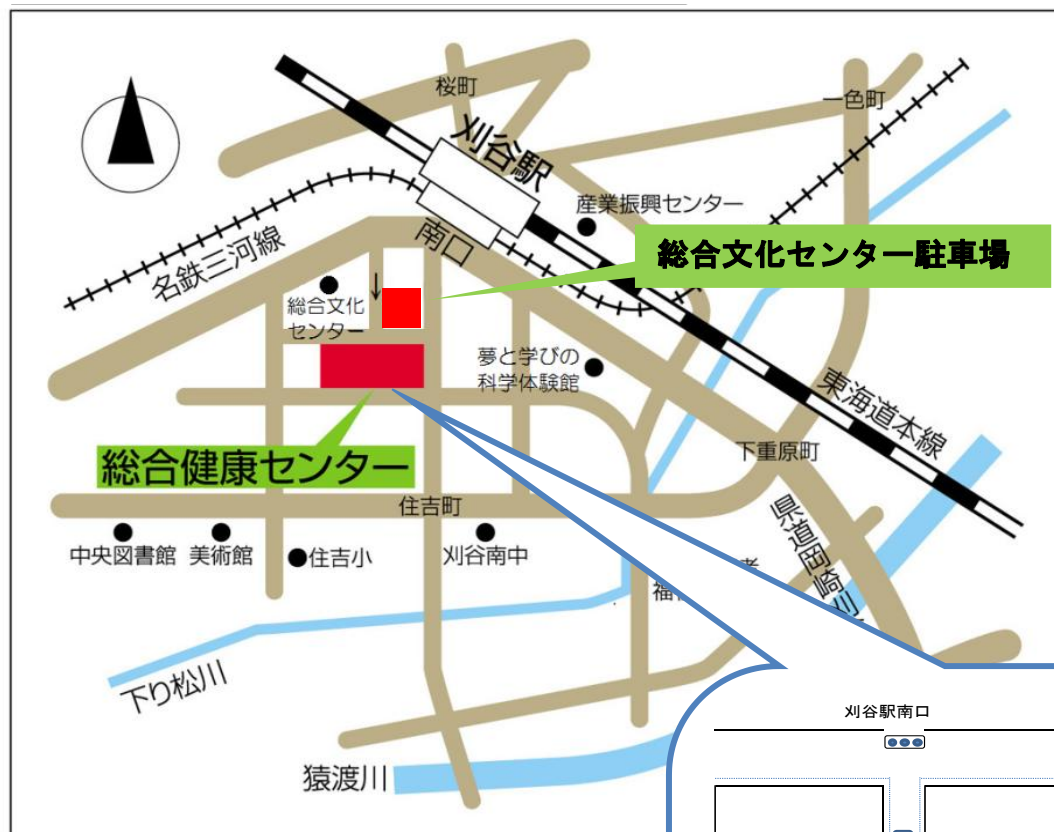 桜町
一色町
刈谷駅
産業振興センター
南口
総合文化センター駐車場
名鉄三河線
総合文化
センター
夢と学びの
科学体験館
東海道本線
総合健康センター
下重原町
住吉町
中央図書館
美術館
住吉小
刈谷南中
県道岡崎刈
福
下り松川
猿渡川
刈谷駅南口